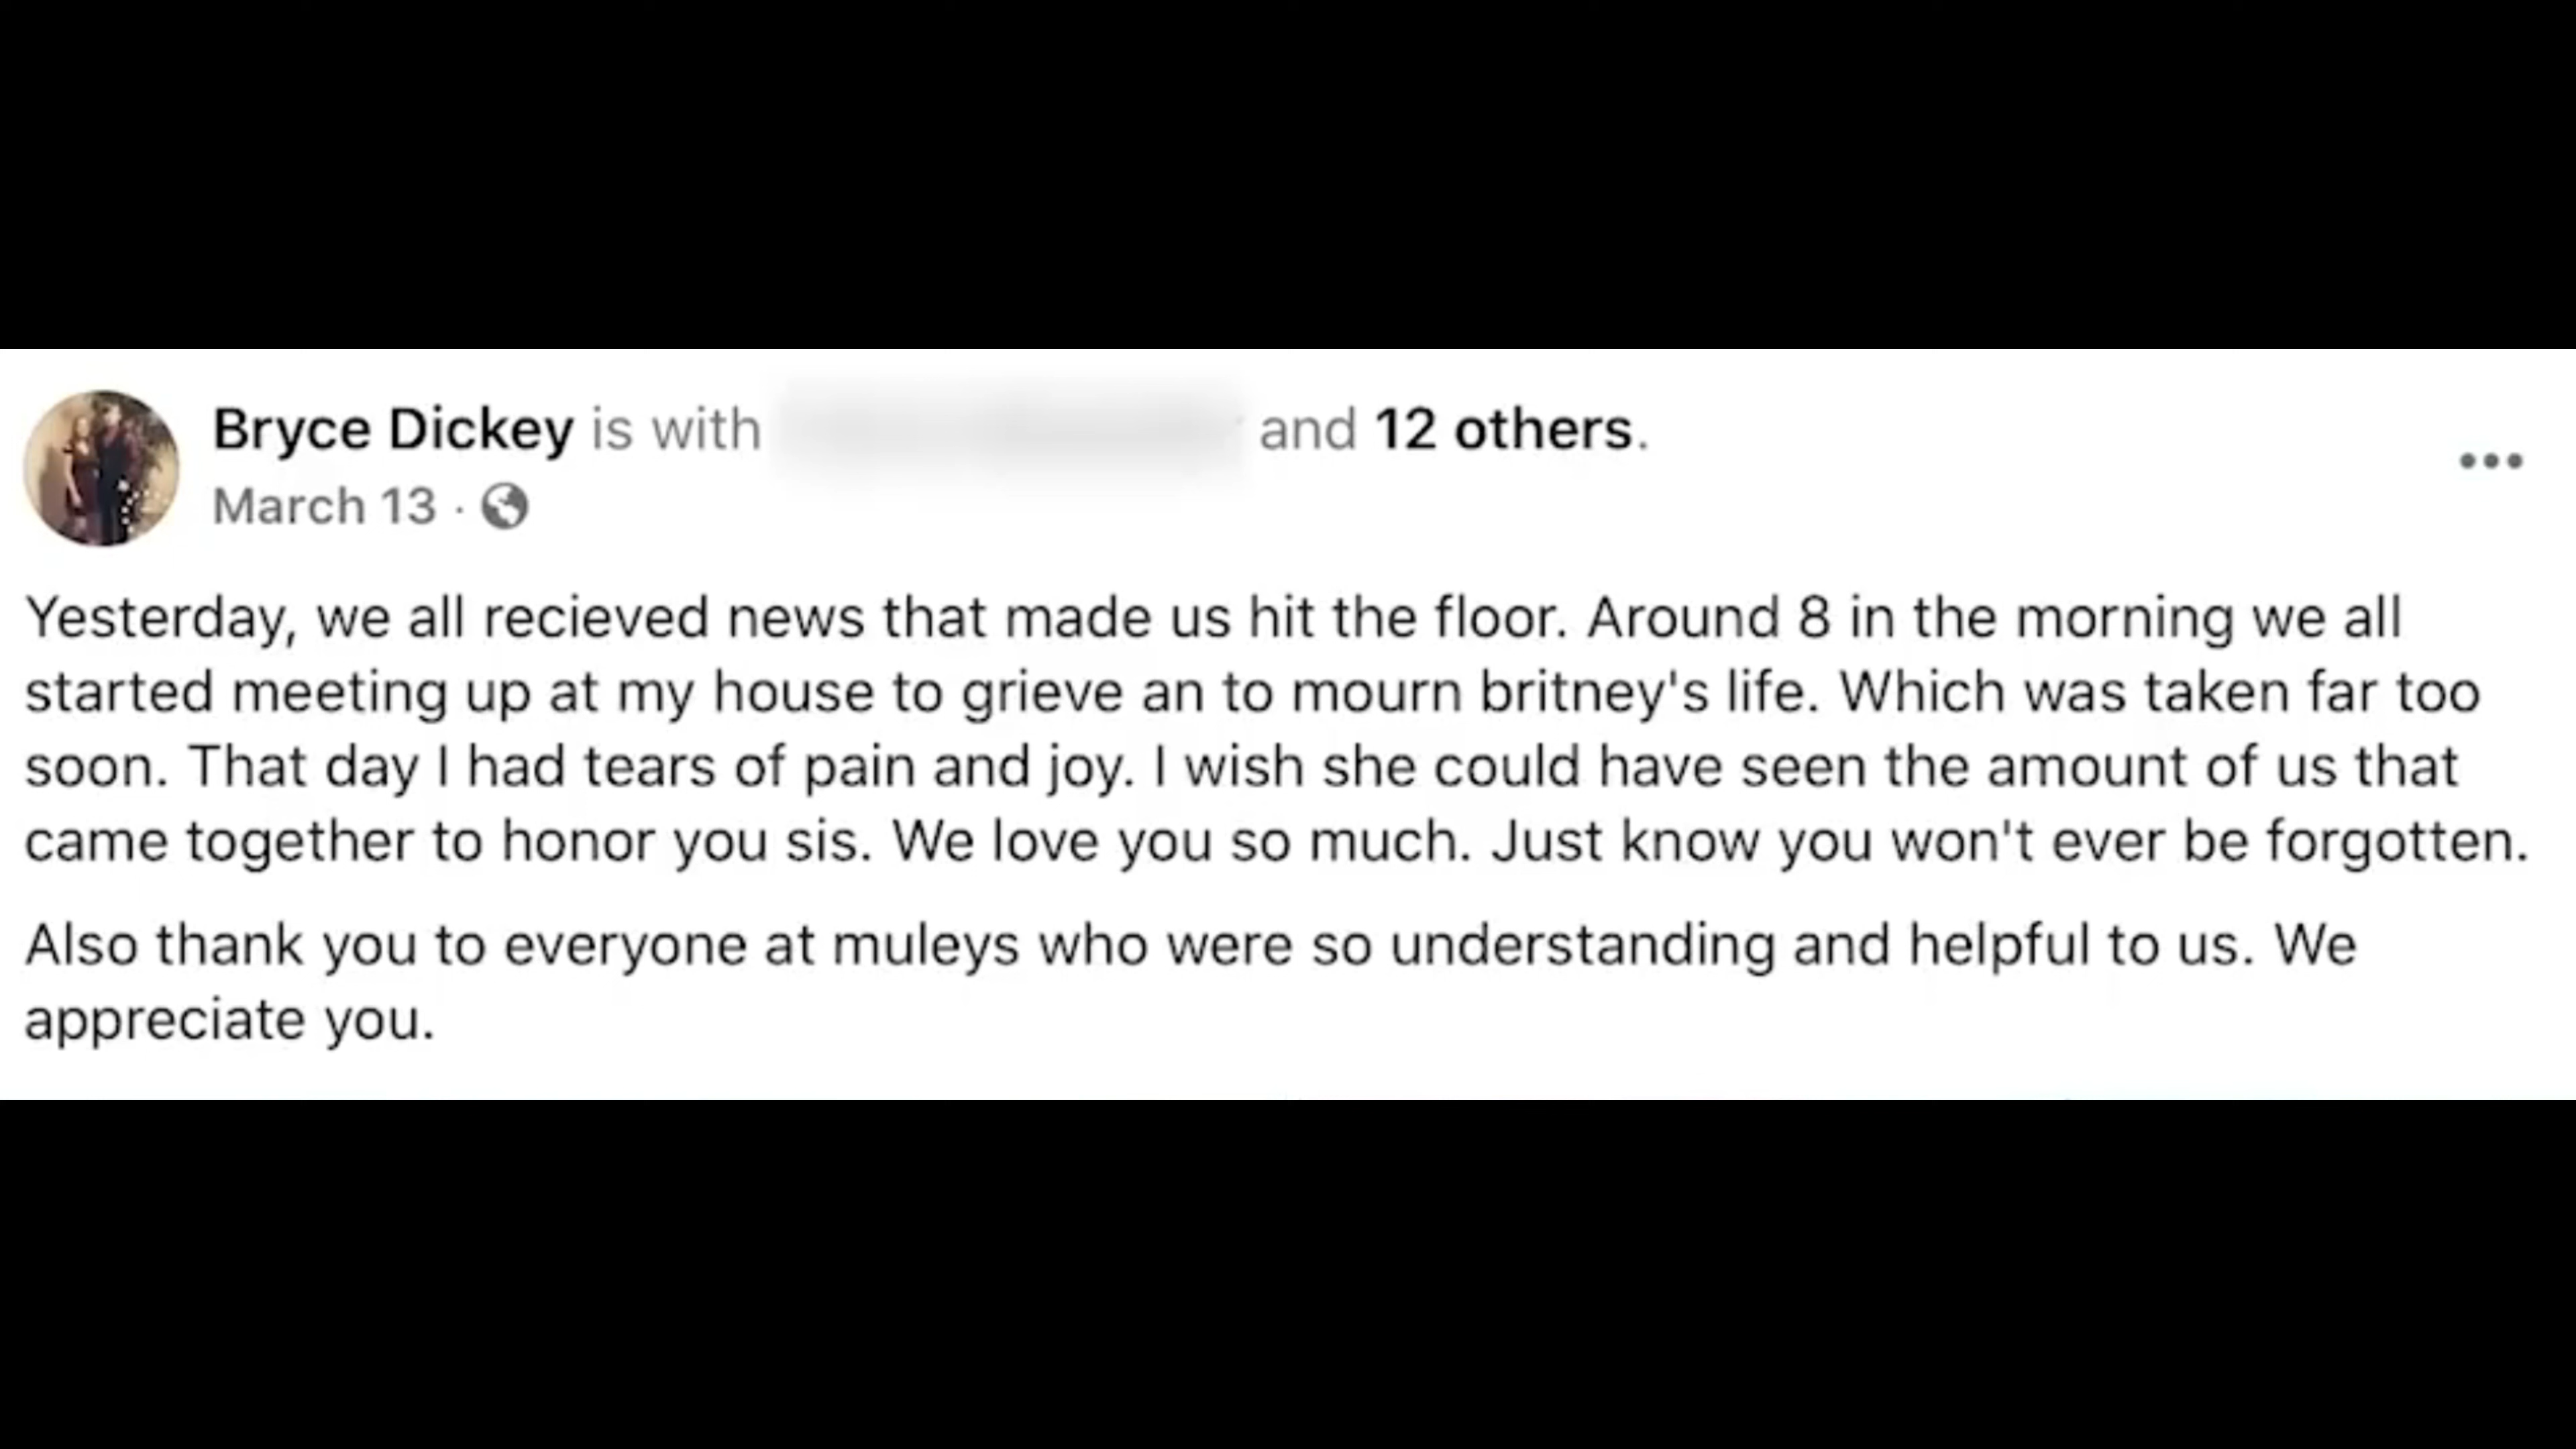 Bryce Dickey is with and 12 others.
March 13 ·
Yesterday, we all recieved news that made us hit the floor. Around 8 in the morning we all
started meeting up at my house to grieve an to mourn britney's life. Which was taken far too
soon. That day I had tears of pain and joy. I wish she could have seen the amount of us that
came together to honor you sis. We love you so much. Just know you won't ever be forgotten.
Also thank you to everyone at muleys who were so understanding and helpful to us. We
appreciate you.